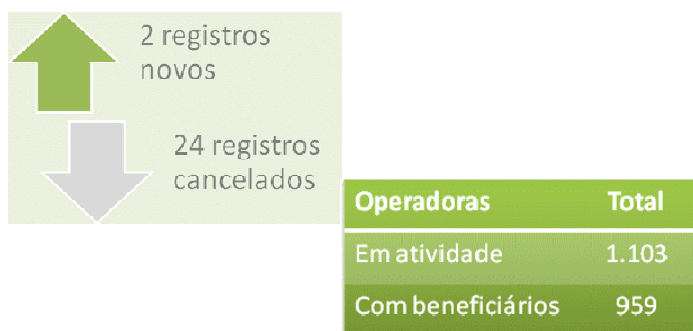 2 registros
novos
24 registros
cancelados
Operadoras Total
Em atividade 1.103
Com beneficiários 959